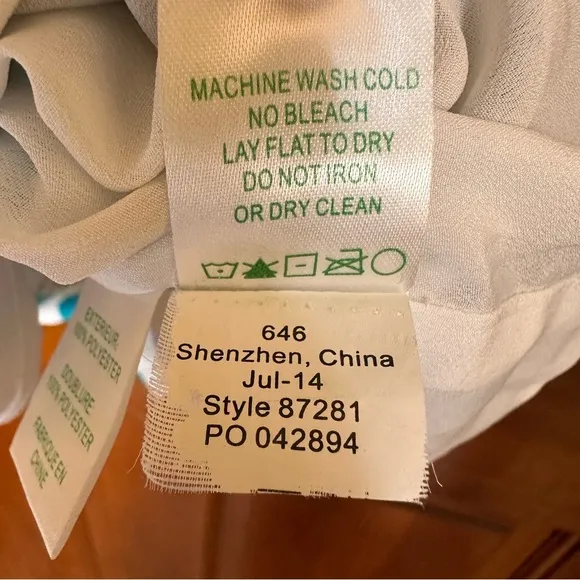 MACHINE WASH COLD
NO BLEACH
LAY FLAT TO DRY
DO NOT IRON
OR DRY CLEAN
646
Shenzhen, China
Jul-14
Style 87281
PO 042894
EXTERIEUR:
100% POLYESTER
DOUBLURE
100% POLYESTER
FABRIQUE EN
CHINE